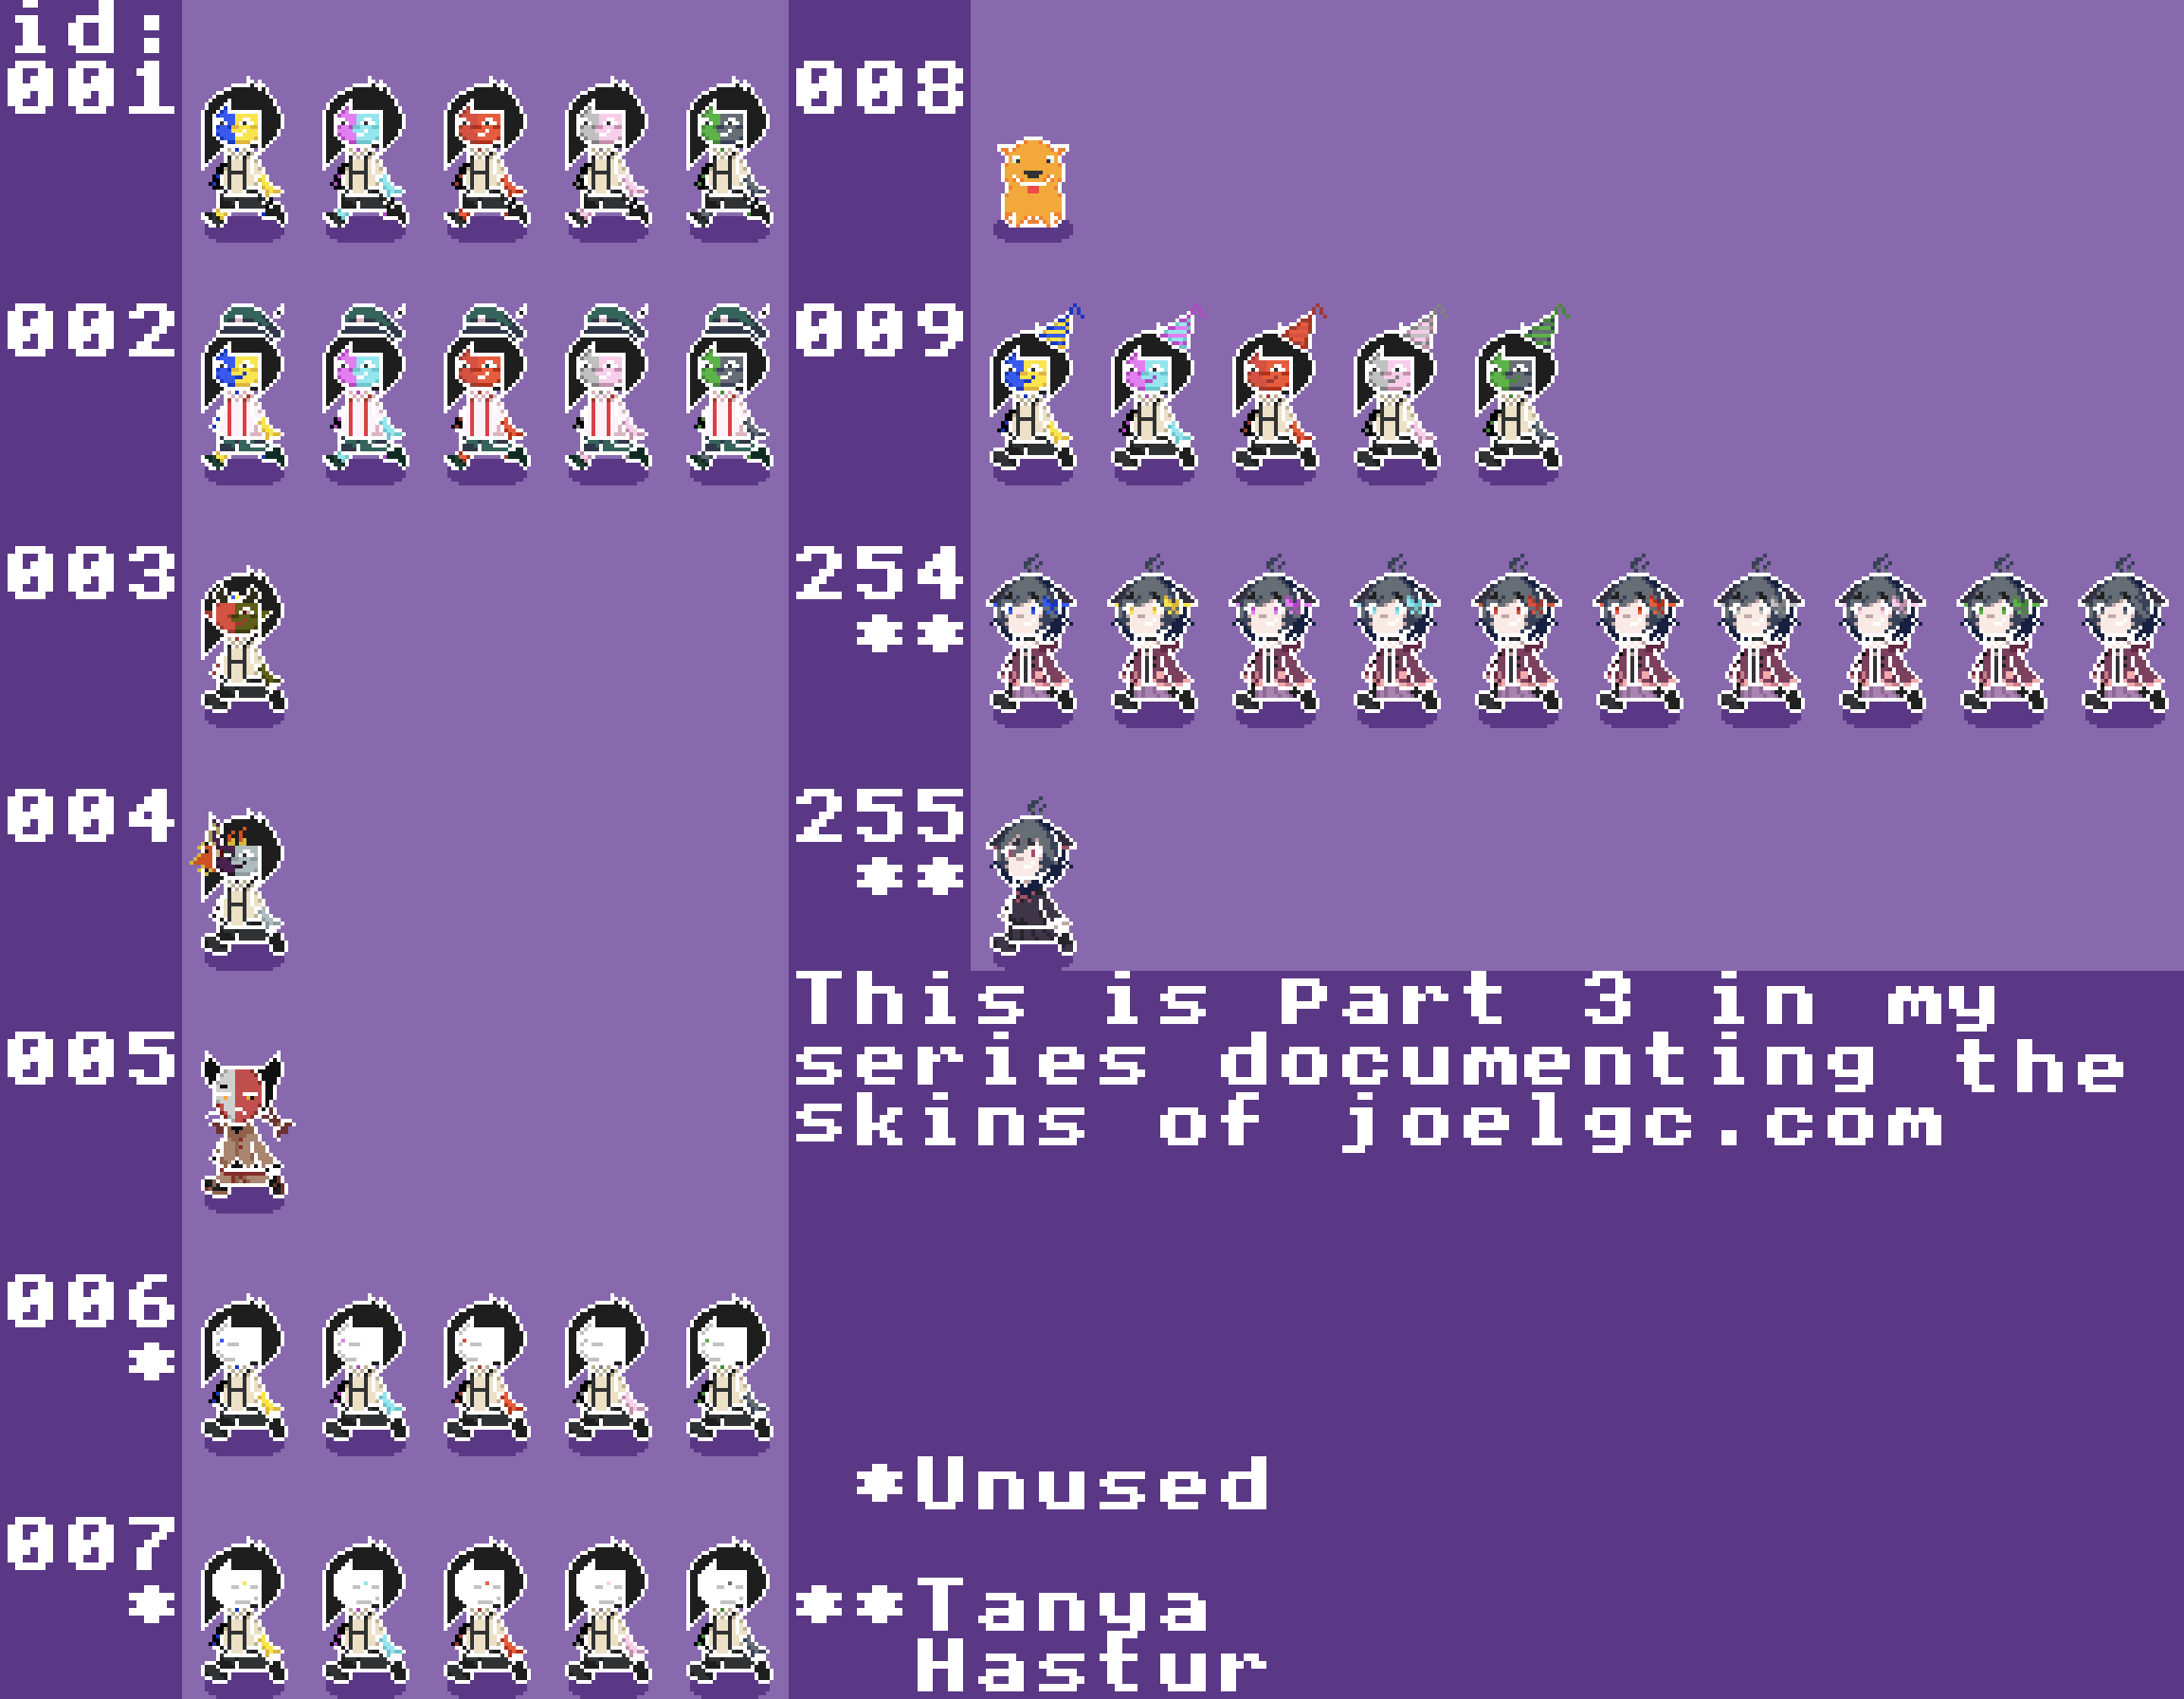 id:
001
002
003
004
005
006
*
007
*
008
009
254
**
255
**
This is part 3 in my
series documenting the
skins of joelgc.com
*Unused
**Tanya
Hastur